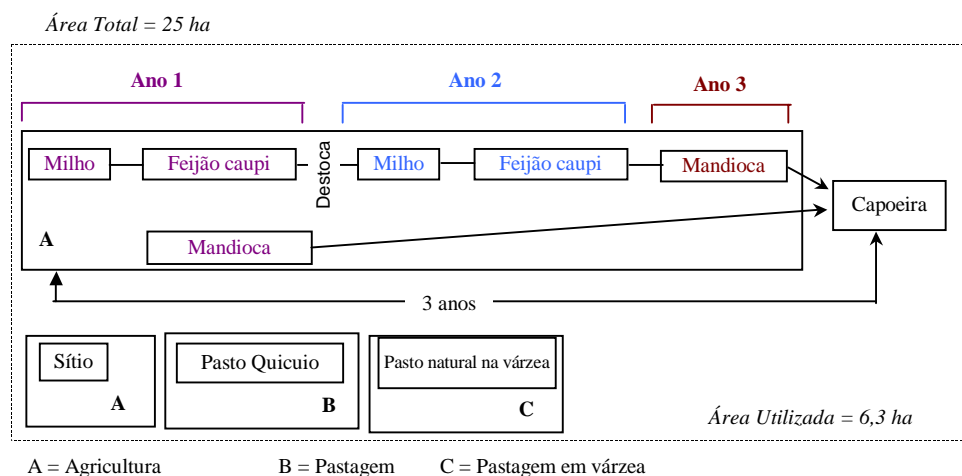 Área Total = 25 ha
Ano 1
Ano 2
Ano 3
Milho
Feijão caupi
Destoca
Milho
Feijão caupi
Mandioca
Capoeira
A
Mandioca
3 anos
Sítio
A
Pasto Quicuio
B
Pasto natural na várzea
C
Área Utilizada = 6,3 ha
A = Agricultura B = Pastagem C = Pastagem em várzea